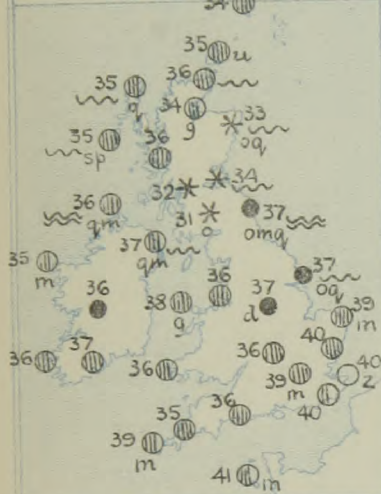 34
35 u
36
35 q
34 g
33 oq
35 sp
36
32
34
36 qm
31 o
37 omq
37 qm
35 m
36
38 g
36
37 d
37 oq
39 m
36
37
36
36
40
39 m
40 z
40
36
35
39 m
41 m